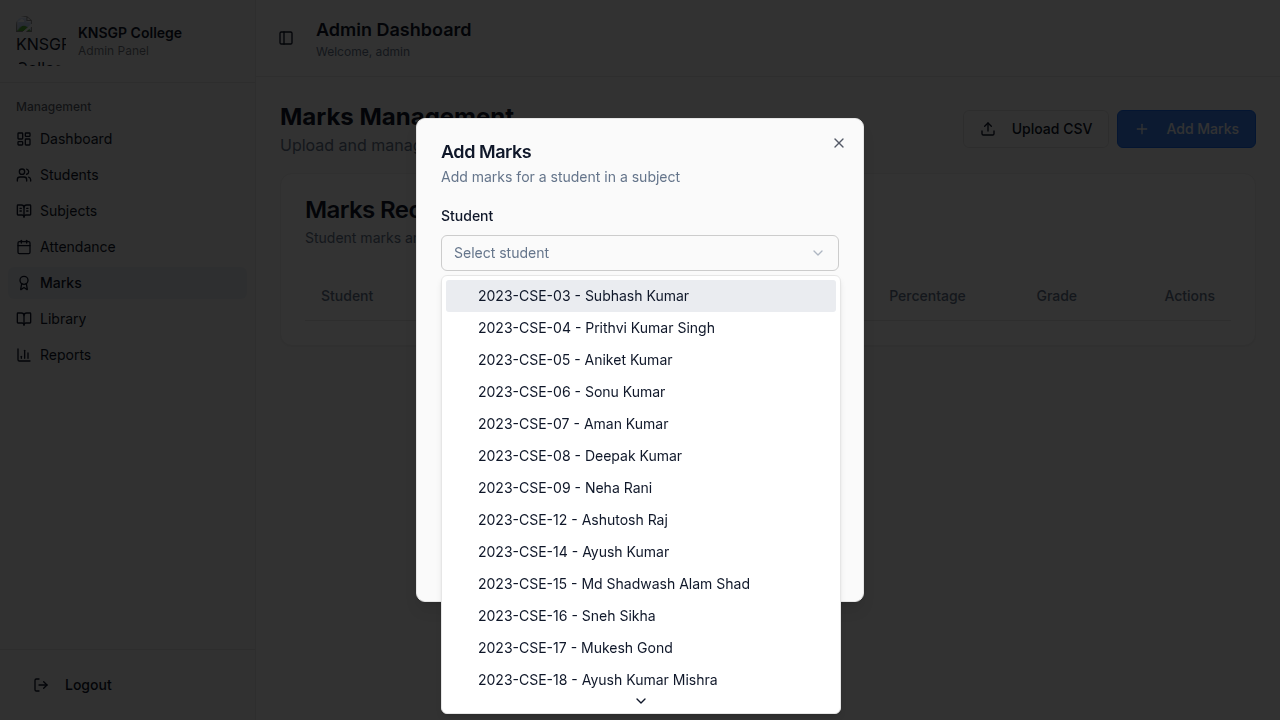 KNSGP College
Admin Panel
KNSGP
Management
Dashboard
Students
Subjects
Attendance
Marks
Library
Reports
Logout
Admin Dashboard
Welcome, admin
Marks Management
Upload and
Upload CSV
Add Marks
Marks
Student marks
Student
Percentage
Grade
Actions
Add Marks
Add marks for a student in a subject
Student
Select student
2023-CSE-03 - Subhash Kumar
2023-CSE-04 - Prithvi Kumar Singh
2023-CSE-05 - Aniket Kumar
2023-CSE-06 - Sonu Kumar
2023-CSE-07 - Aman Kumar
2023-CSE-08 - Deepak Kumar
2023-CSE-09 - Neha Rani
2023-CSE-12 - Ashutosh Raj
2023-CSE-14 - Ayush Kumar
2023-CSE-15 - Md Shadwash Alam Shad
2023-CSE-16 - Sneh Sikha
2023-CSE-17 - Mukesh Gond
2023-CSE-18 - Ayush Kumar Mishra